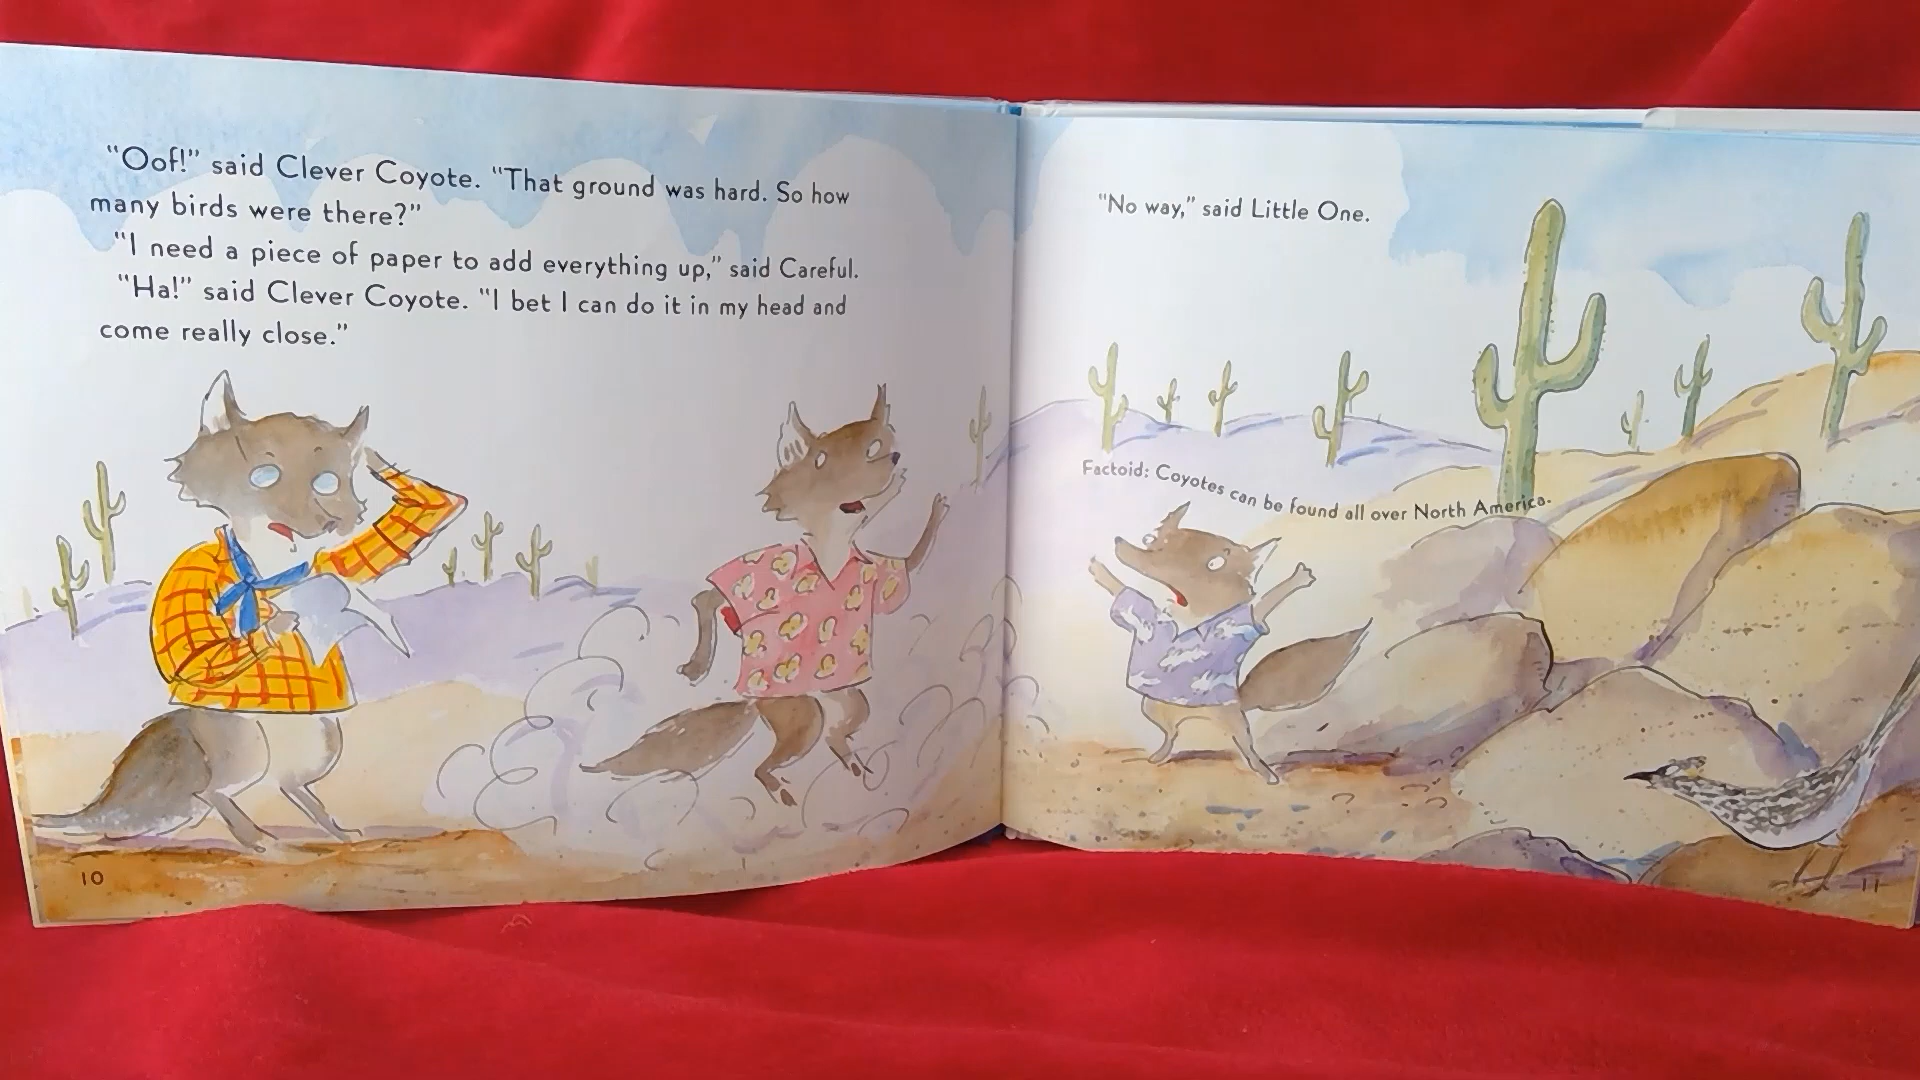 “Oof!” said Clever Coyote. “That ground was hard. So how
many birds were there?”
“I need a piece of paper to add everything up,” said Careful.
“Ha!” said Clever Coyote. “I bet I can do it in my head and
come really close.”
10
“No way,” said Little One.
Factoid: Coyotes can be found all over North America.
11